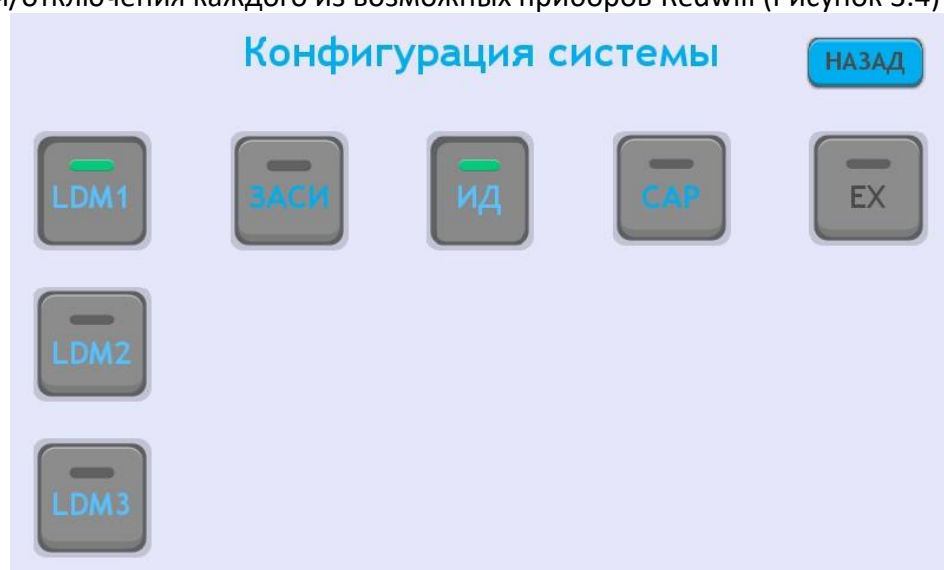 /отключения каждого из возможных приборов Redwill (Рисунок 3.4)
Конфигурация системы
НАЗАД
LDM1 ЗАСИ ИД САР EX
LDM2
LDM3